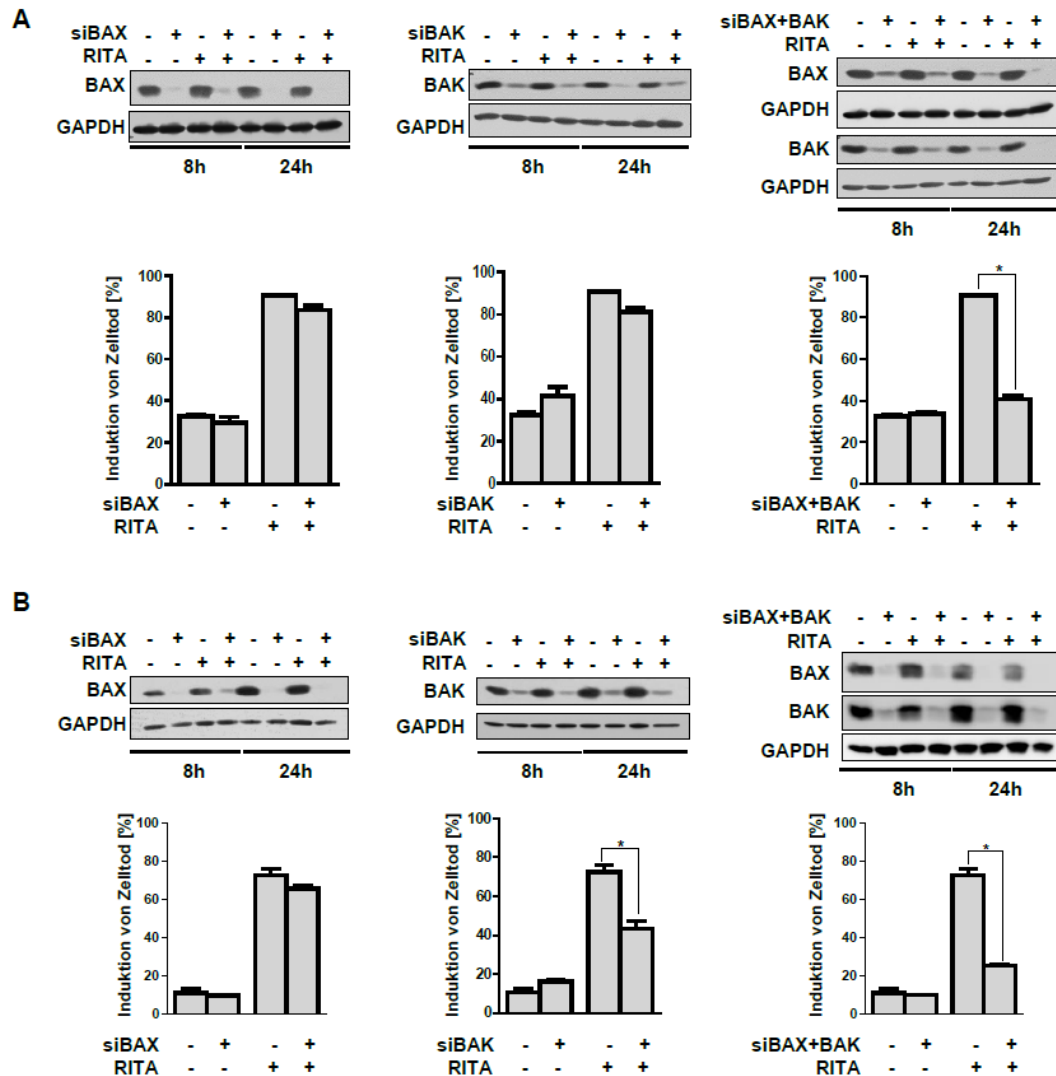 A
siBAX - + - + - + - +
RITA - - + + - - + +
BAX
GAPDH
8h 24h
siBAK - + - + - + - +
RITA - - + + - - + +
BAK
GAPDH
8h 24h
siBAX+BAK - + - + - + - +
RITA - - + + - - + +
BAX
GAPDH
BAK
GAPDH
8h 24h
Induktion von Zelltod [%]
100
80
60
40
20
0
siBAX - + - +
RITA - - + +
Induktion von Zelltod [%]
100
80
60
40
20
0
siBAK - + - +
RITA - - + +
Induktion von Zelltod [%]
100
80
60
40
20
0
*
siBAX+BAK - + - +
RITA - - + +
B
siBAX - + - + - + - +
RITA - - + + - - + +
BAX
GAPDH
8h 24h
siBAK - + - + - + - +
RITA - - + + - - + +
BAK
GAPDH
8h 24h
siBAX+BAK - + - + - + - +
RITA - - + + - - + +
BAX
BAK
GAPDH
8h 24h
Induktion von Zelltod [%]
100
80
60
40
20
0
siBAX - + - +
RITA - - + +
Induktion von Zelltod [%]
100
80
60
40
20
0
*
siBAK - + - +
RITA - - + +
Induktion von Zelltod [%]
100
80
60
40
20
0
*
siBAX+BAK - + - +
RITA - - + +